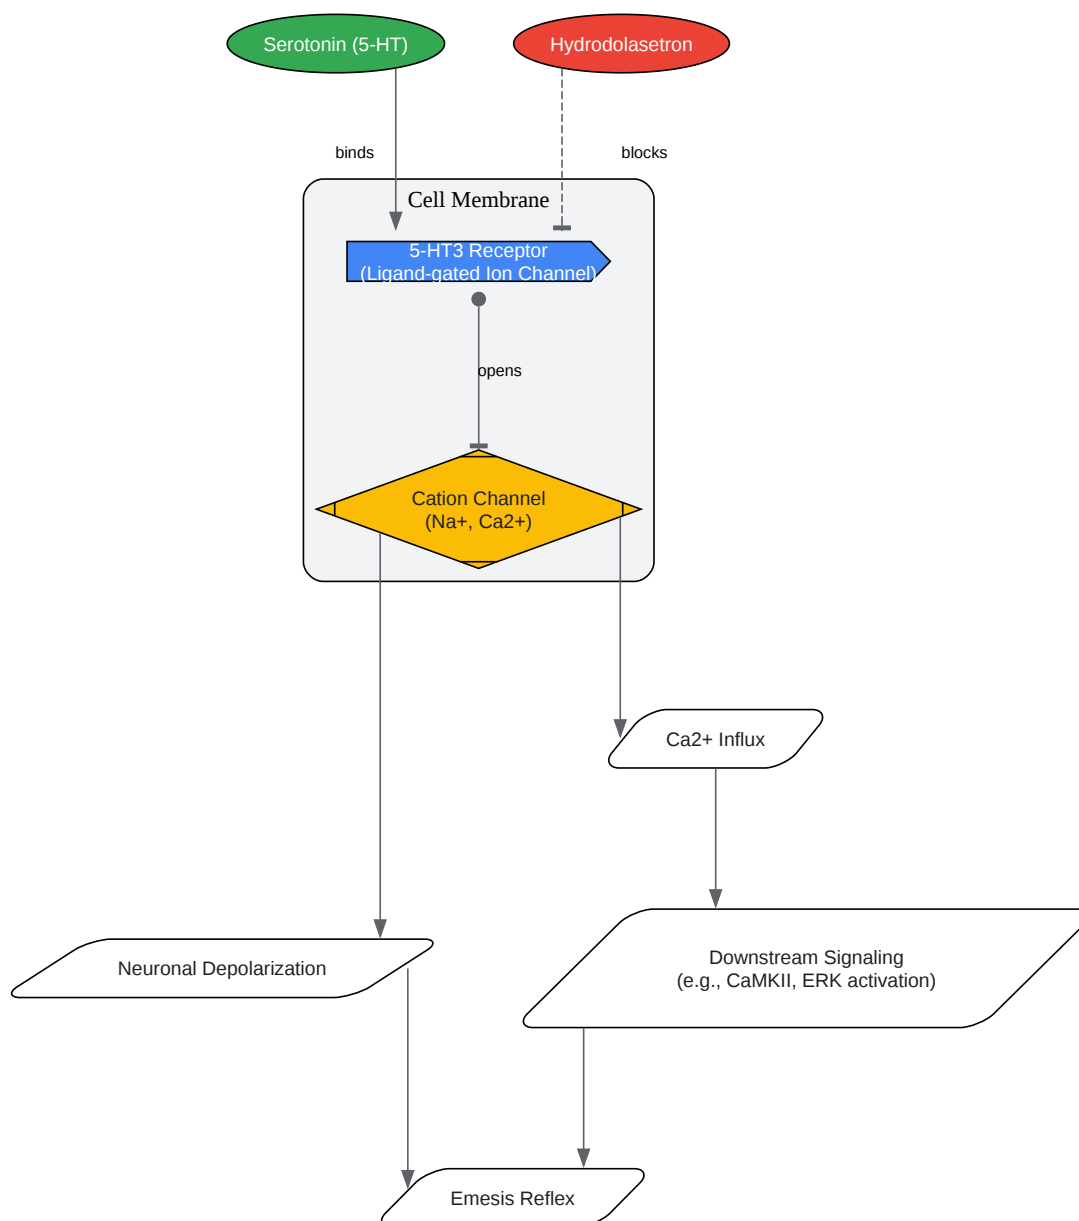 Serotonin (5-HT)
Hydrodolasetron
binds
blocks
Cell Membrane
5-HT3 Receptor
(Ligand-gated Ion Channel)
opens
Cation Channel
(Na+, Ca2+)
Ca2+ Influx
Neuronal Depolarization
Downstream Signaling
(e.g., CaMKII, ERK activation)
Emesis Reflex